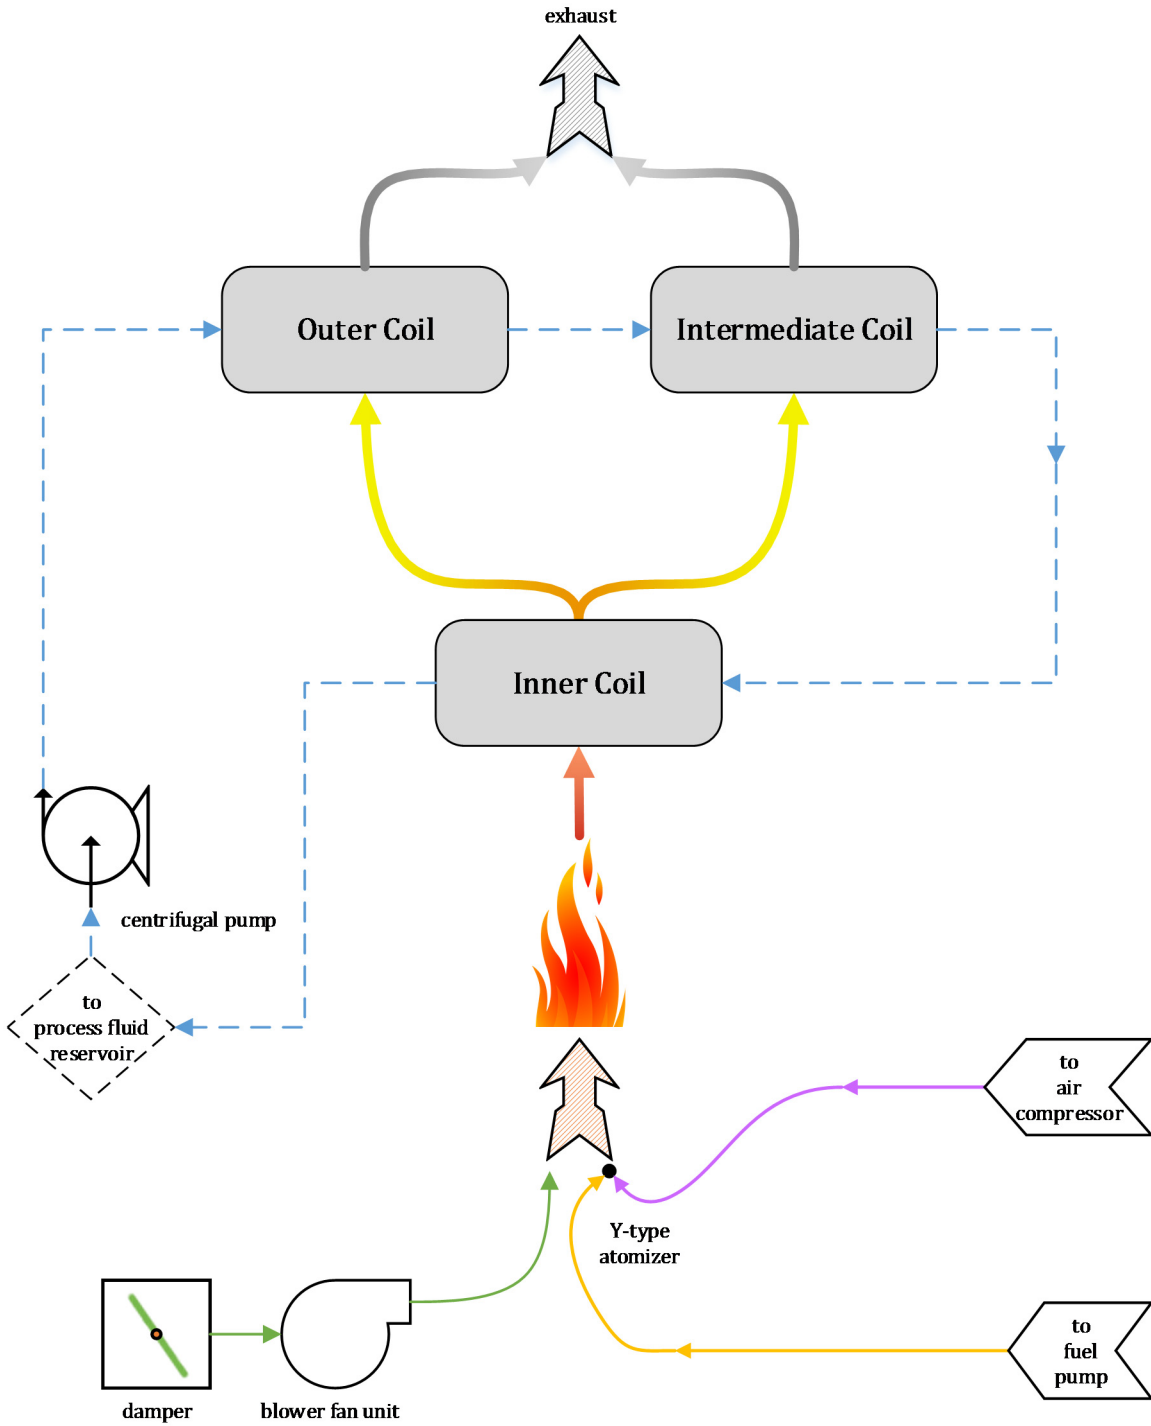 exhaust
Outer Coil
Intermediate Coil
Inner Coil
centrifugal pump
to
process fluid
reservoir
to
air
compressor
Y-type
atomizer
to
fuel
pump
damper
blower fan unit